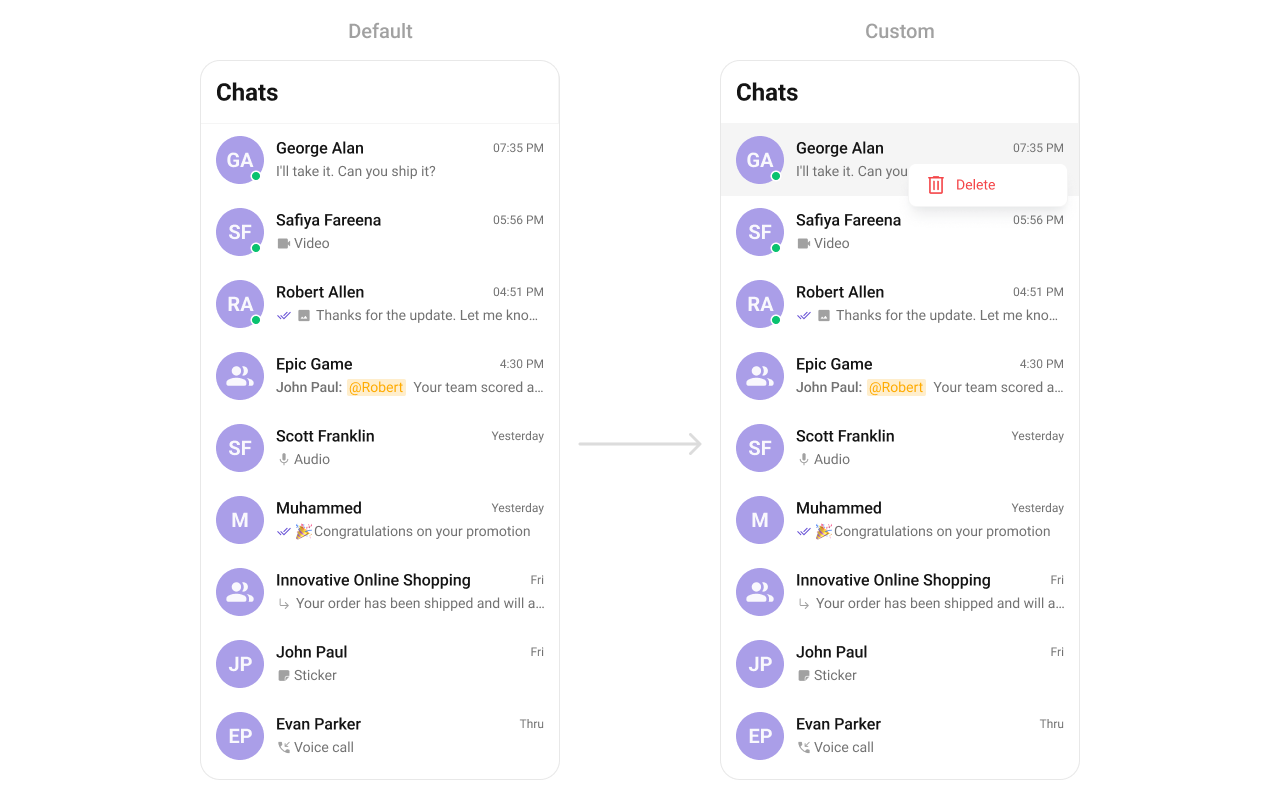 Default
Chats
GA
George Alan
07:35 PM
I'll take it. Can you ship it?
SF
Safiya Fareena
05:56 PM
Video
RA
Robert Allen
04:51 PM
Thanks for the update. Let me kno...
Epic Game
4:30 PM
John Paul: @Robert Your team scored a...
SF
Scott Franklin
Yesterday
Audio
M
Muhammed
Yesterday
🎉Congratulations on your promotion
Innovative Online Shopping
Fri
Your order has been shipped and will a...
JP
John Paul
Fri
Sticker
EP
Evan Parker
Thru
Voice call
Custom
Chats
GA
George Alan
07:35 PM
I'll take it. Can you
Delete
SF
Safiya Fareena
05:56 PM
Video
RA
Robert Allen
04:51 PM
Thanks for the update. Let me kno...
Epic Game
4:30 PM
John Paul: @Robert Your team scored a...
SF
Scott Franklin
Yesterday
Audio
M
Muhammed
Yesterday
🎉Congratulations on your promotion
Innovative Online Shopping
Fri
Your order has been shipped and will a...
JP
John Paul
Fri
Sticker
EP
Evan Parker
Thru
Voice call